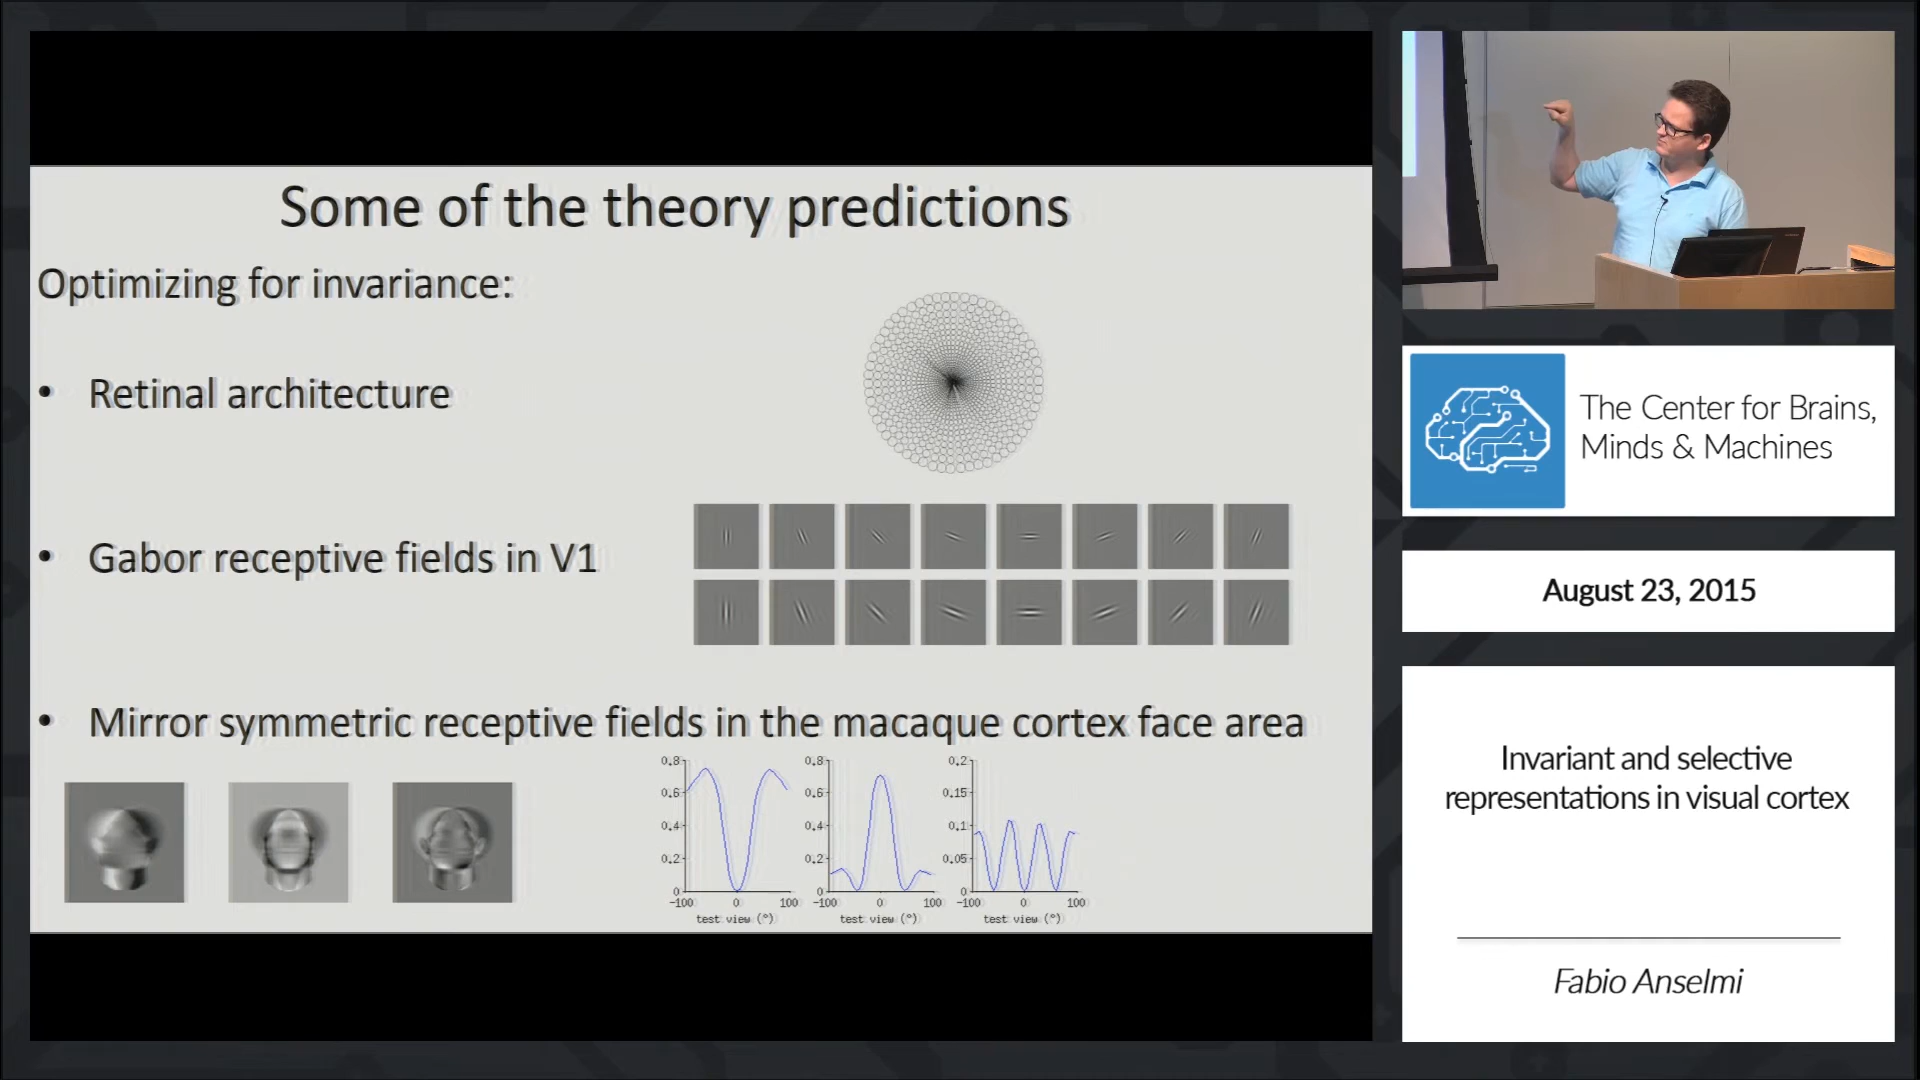 Some of the theory predictions
Optimizing for invariance:
• Retinal architecture
• Gabor receptive fields in V1
• Mirror symmetric receptive fields in the macaque cortex face area
0.8 0.8 0.2
0.6 0.6 0.15
0.4 0.4 0.1
0.2 0.2 0.05
0 0 0
-100 0 100 -100 0 100 -100 0 100
test view (°) test view (°) test view (°)
The Center for Brains,
Minds & Machines
August 23, 2015
Invariant and selective
representations in visual cortex
Fabio Anselmi